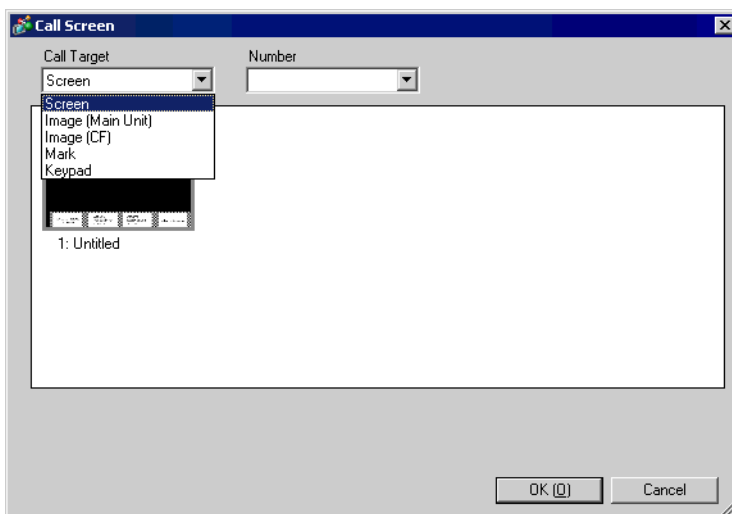 Call Screen
Call Target
Number
Screen
Screen
Image (Main Unit)
Image (CF)
Mark
Keypad
1: Untitled
OK (O)
Cancel